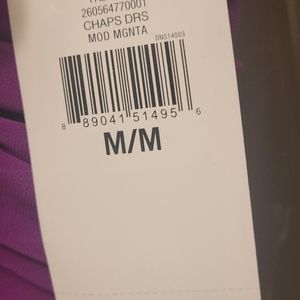 260564770001
CHAPS DRS
MOD MGNTA
DNS14003
8 89041 51495 6
M/M